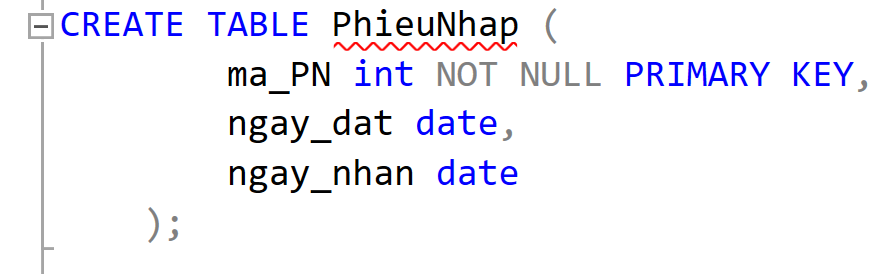 CREATE TABLE PhieuNhap (
ma_PN int NOT NULL PRIMARY KEY,
ngay_dat date,
ngay_nhan date
);